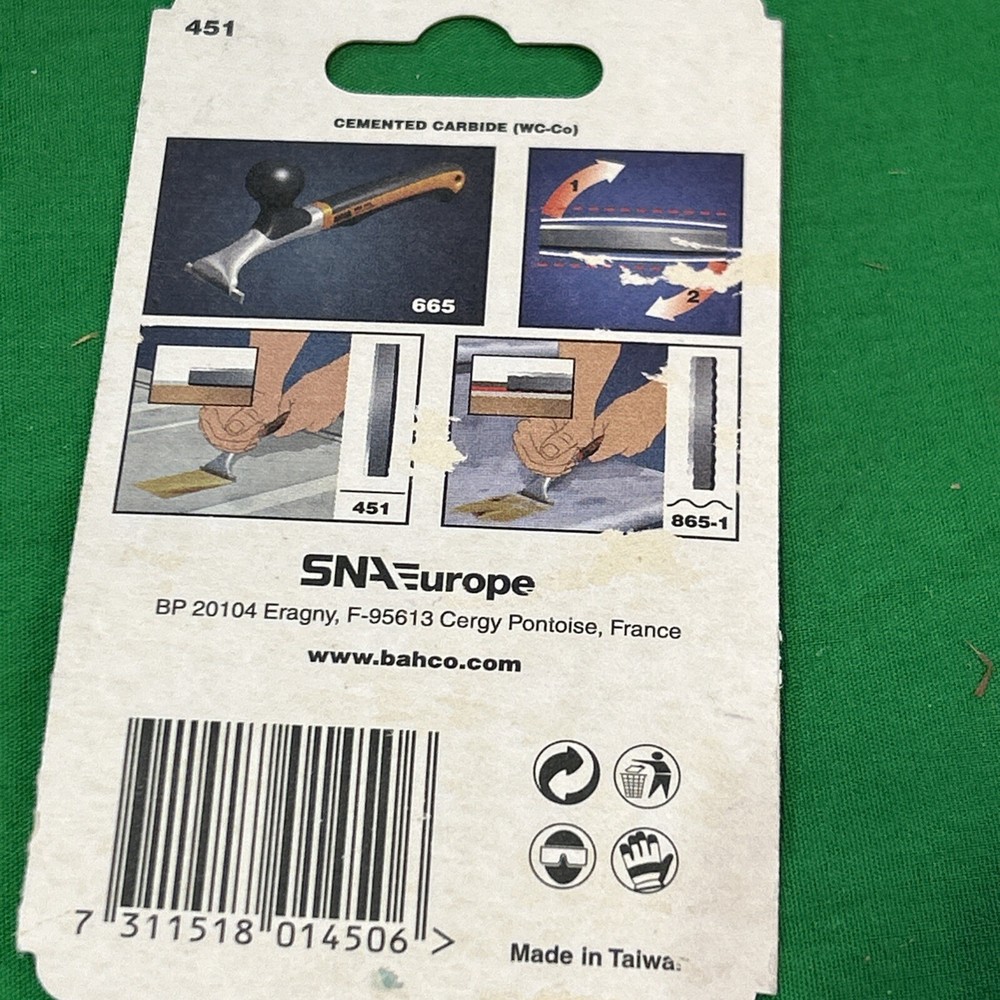 451
CEMENTED CARBIDE (WC-Co)
665
1
2
451
865-1
SNA Europe
BP 20104 Eragny, F-95613 Cergy Pontoise, France
www.bahco.com
7 311518 014506 >
Made in Taiwa